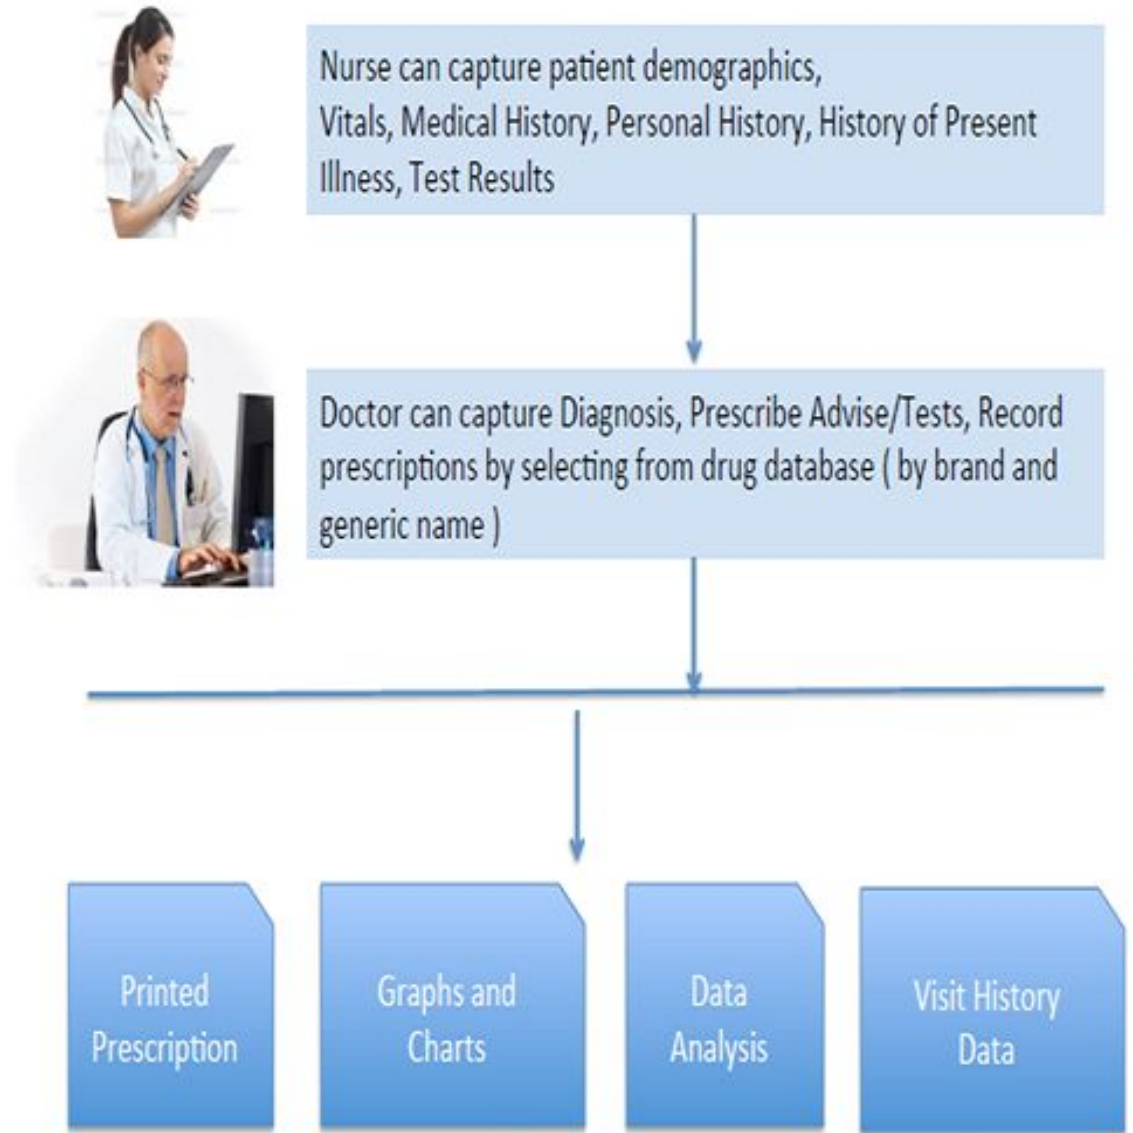 Nurse can capture patient demographics,
Vitals, Medical History, Personal History, History of Present
Illness, Test Results
Doctor can capture Diagnosis, Prescribe Advise/Tests, Record
prescriptions by selecting from drug database ( by brand and
generic name )
Printed
Prescription
Graphs and
Charts
Data
Analysis
Visit History
Data